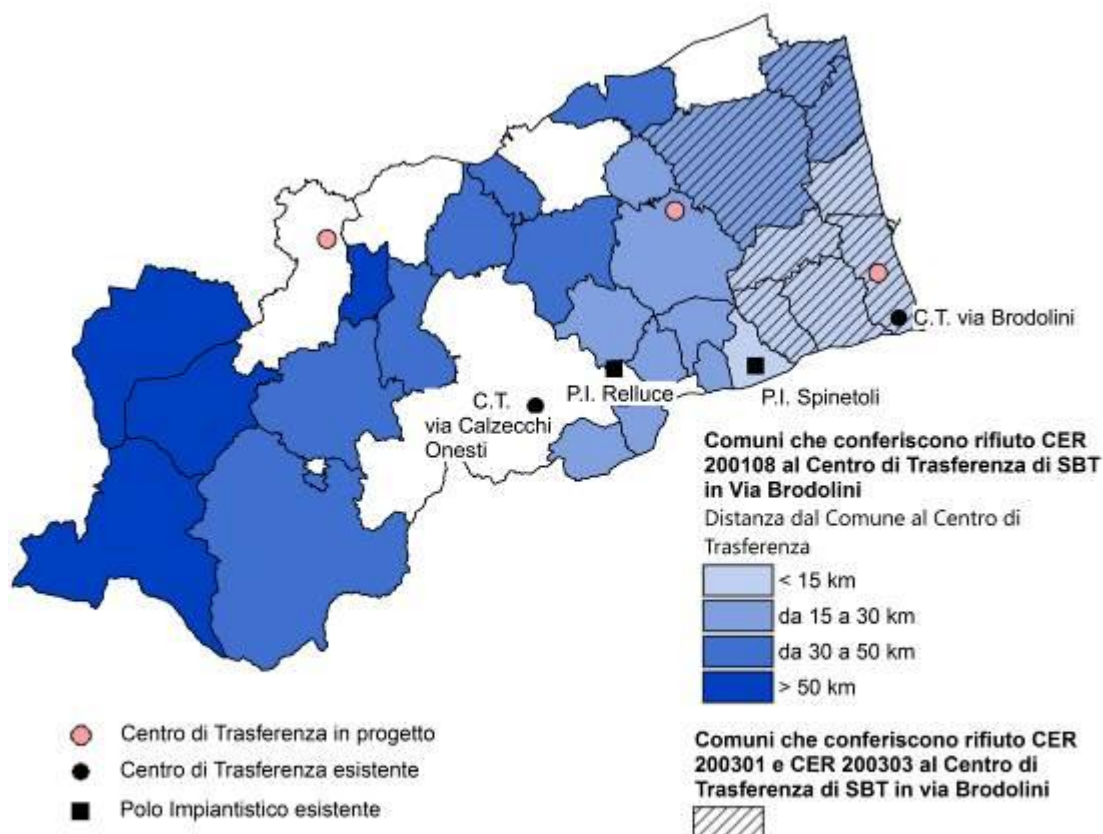 C.T. via Brodolini
P.I. Relluce
P.I. Spinetoli
C.T.
via Calzecchi
Onesti
Comuni che conferiscono rifiuto CER
200108 al Centro di Trasferenza di SBT
in Via Brodolini
Distanza dal Comune al Centro di
Trasferenza
< 15 km
da 15 a 30 km
da 30 a 50 km
> 50 km
Centro di Trasferenza in progetto
Centro di Trasferenza esistente
Polo Impiantistico esistente
Comuni che conferiscono rifiuto CER
200301 e CER 200303 al Centro di
Trasferenza di SBT in via Brodolini